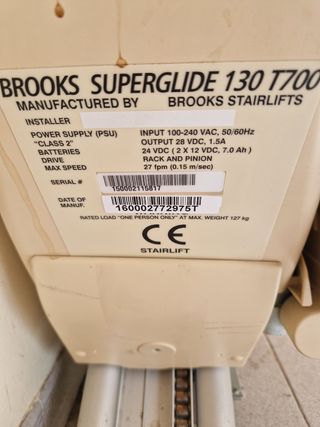 BROOKS SUPERGLIDE 130 T700
MANUFACTURED BY BROOKS STAIRLIFTS
INSTALLER
POWER SUPPLY (PSU) INPUT 100-240 VAC, 50/60Hz
"CLASS 2" OUTPUT 28 VDC, 1.5A
BATTERIES 24 VDC ( 2 X 12 VDC, 7.0 Ah )
DRIVE RACK AND PINION
MAX SPEED 27 fpm (0.15 m/sec)
SERIAL # 150002115817
DATE OF MANUF. 160002772975T
RATED LOAD "ONE PERSON ONLY" AT MAX. WEIGHT 127 kg
CE
STAIRLIFT